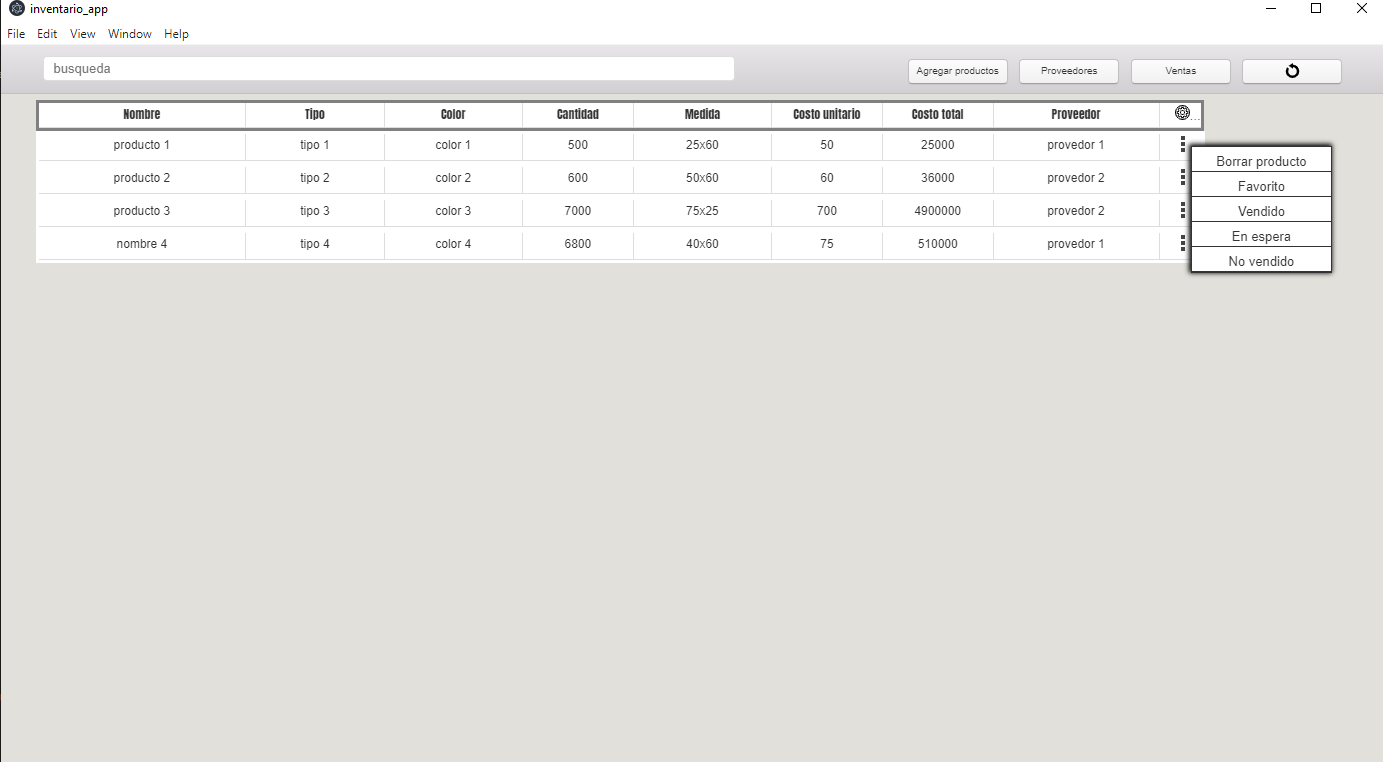 inventario_app
File Edit View Window Help
busqueda Agregar productos Proveedores Ventas
Nombre Tipo Color Cantidad Medida Costo unitario Costo total Proveedor ...
producto 1 tipo 1 color 1 500 25x60 50 25000 provedor 1
producto 2 tipo 2 color 2 600 50x60 60 36000 provedor 2
producto 3 tipo 3 color 3 7000 75x25 700 4900000 provedor 2
nombre 4 tipo 4 color 4 6800 40x60 75 510000 provedor 1
Borrar producto
Favorito
Vendido
En espera
No vendido